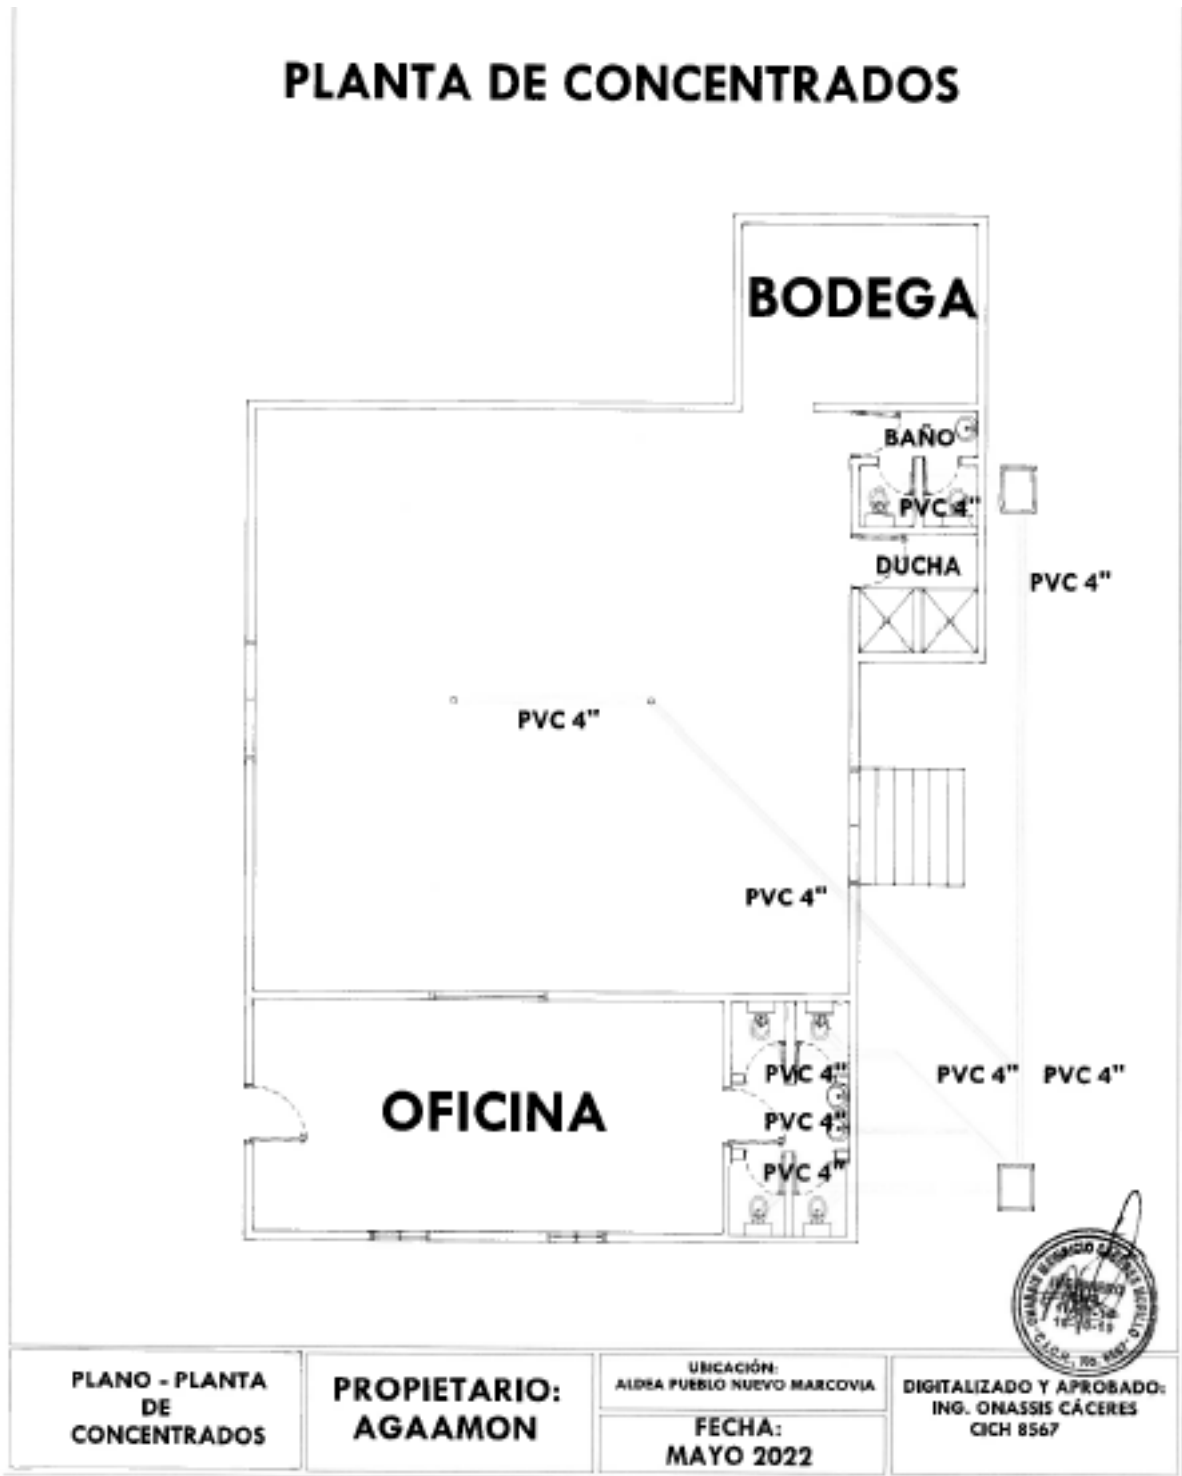 PLANTA DE CONCENTRADOS
BODEGA
BAÑO
PVC 4"
DUCHA
PVC 4"
PVC 4"
PVC 4"
PVC 4"
PVC 4" PVC 4"
OFICINA
PVC 4"
PVC 4"
PLANO - PLANTA
DE
CONCENTRADOS
PROPIETARIO:
AGAAMON
UBICACIÓN:
ALDEA PUEBLO NUEVO MARCOVIA
FECHA:
MAYO 2022
DIGITALIZADO Y APROBADO:
ING. ONASSIS CÁCERES
CICH 8567